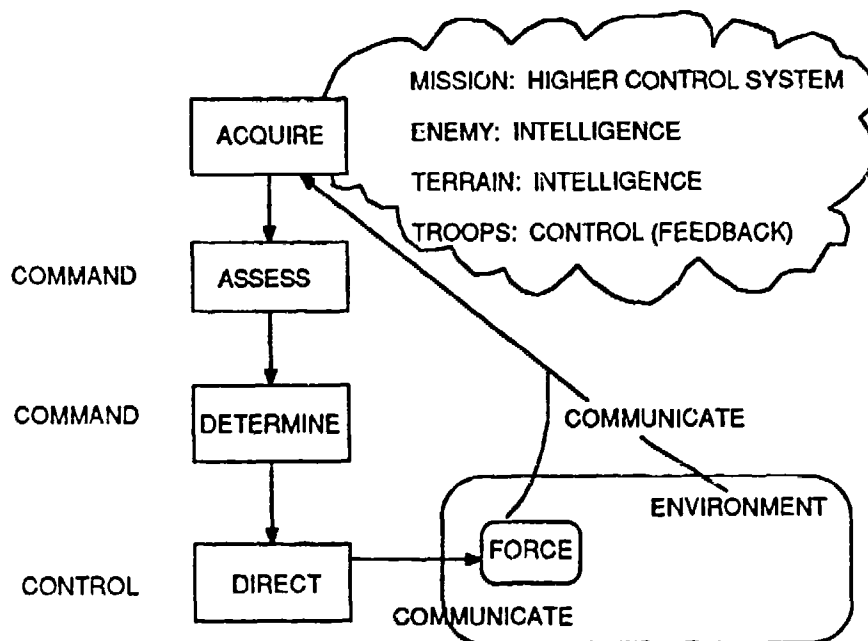 MISSION: HIGHER CONTROL SYSTEM
ACQUIRE
ENEMY: INTELLIGENCE
TERRAIN: INTELLIGENCE
TROOPS: CONTROL (FEEDBACK)
COMMAND
ASSESS
COMMAND
DETERMINE
COMMUNICATE
ENVIRONMENT
FORCE
CONTROL
DIRECT
COMMUNICATE